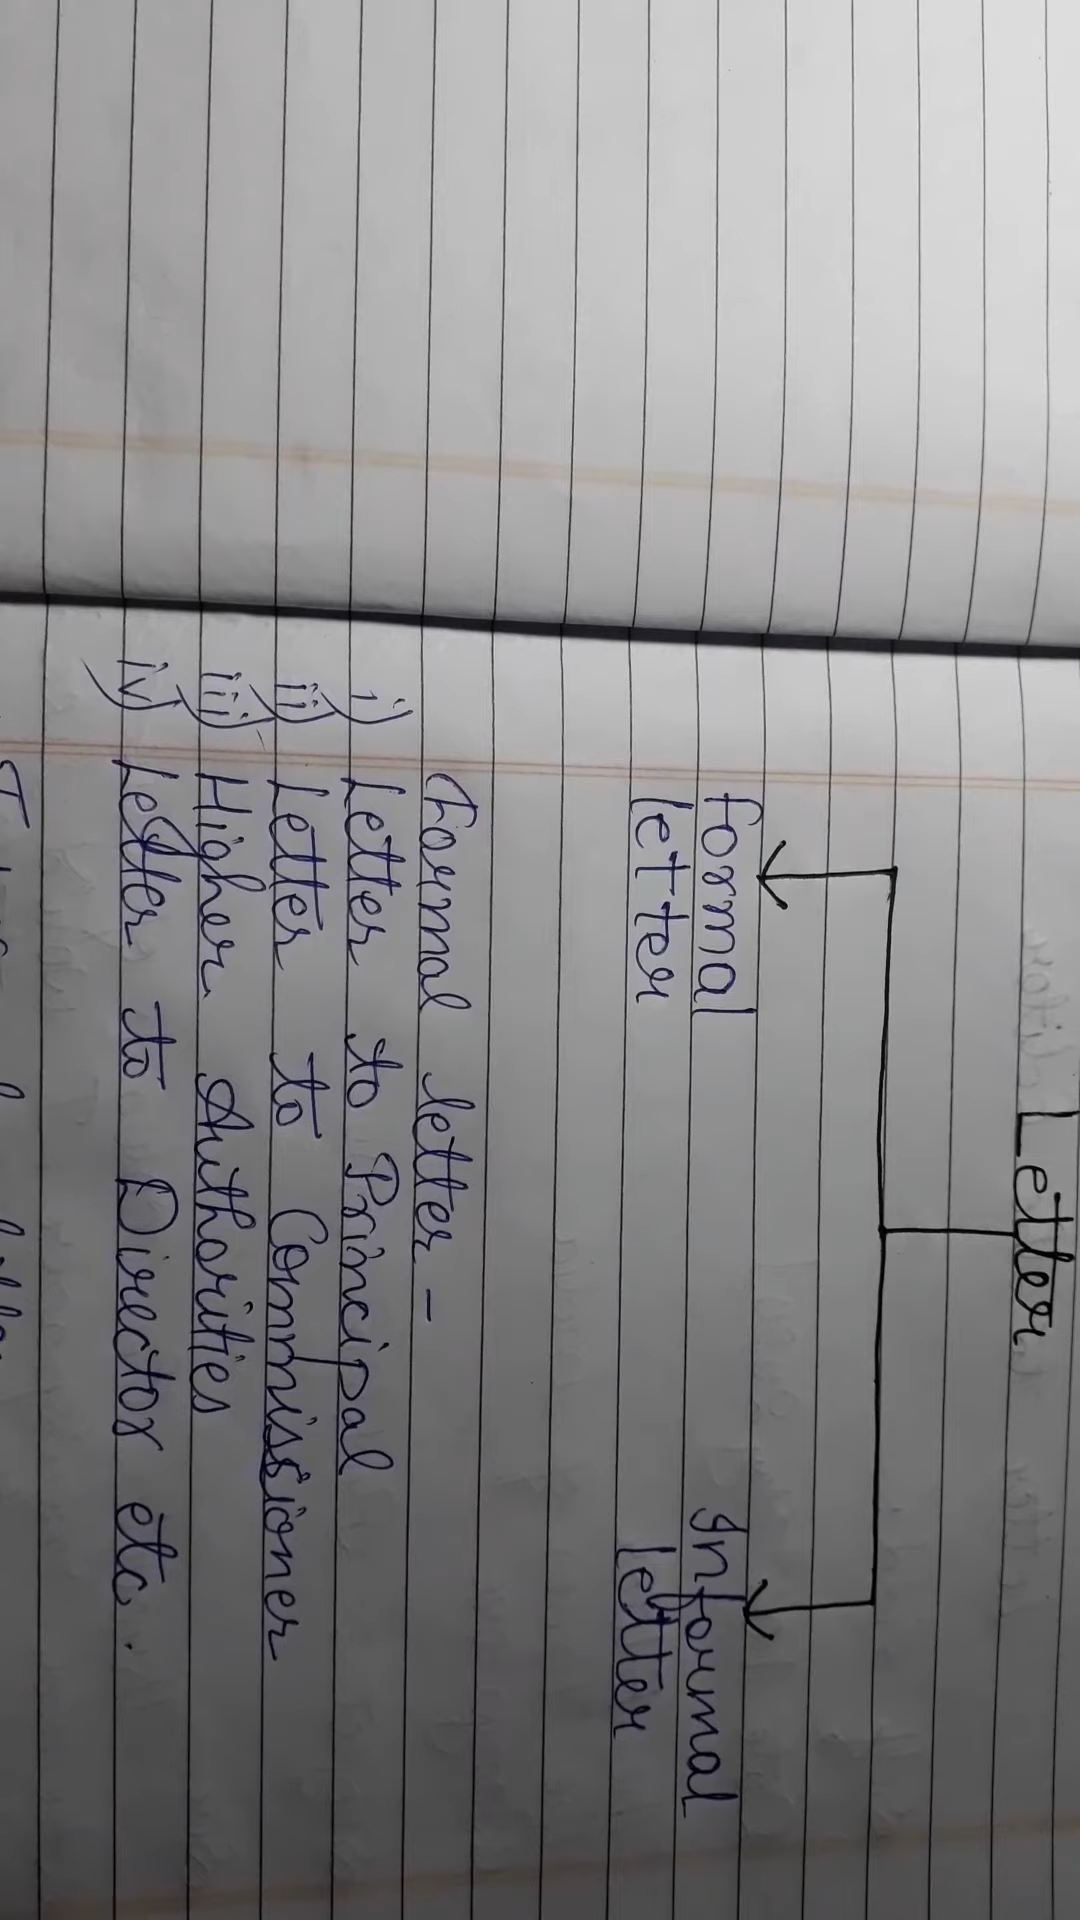 Letter
Formal Informal
letter letter
Formal letter -
i) Letter to Principal
ii) Letter to Commissioner
iii) Higher Authorities
iv) Letter to Director etc.